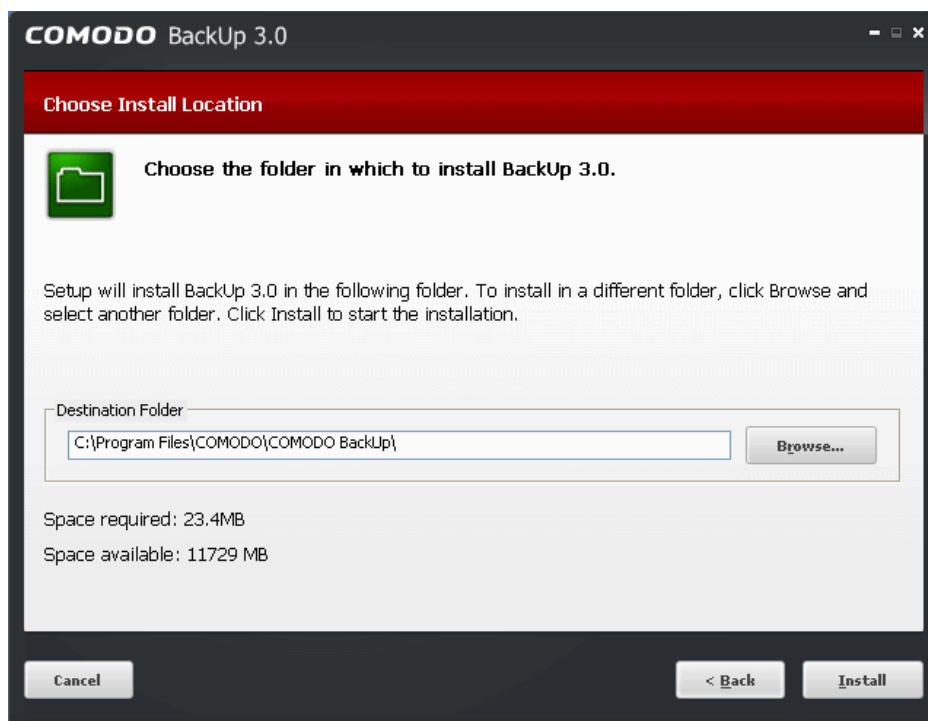 COMODO BackUp 3.0
Choose Install Location
Choose the folder in which to install BackUp 3.0.
Setup will install BackUp 3.0 in the following folder. To install in a different folder, click Browse and
select another folder. Click Install to start the installation.
Destination Folder
C:\Program Files\COMODO\COMODO BackUp\
Browse...
Space required: 23.4MB
Space available: 11729 MB
Cancel
< Back
Install